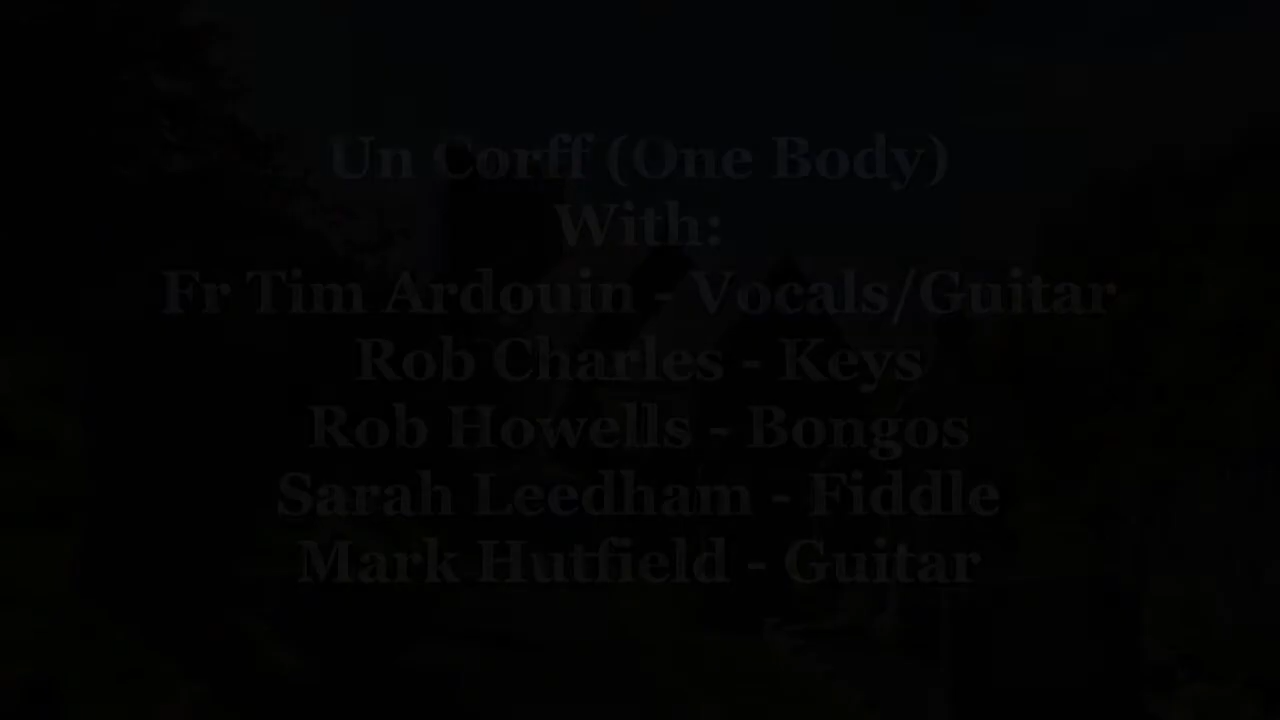 Un Corff (One Body)
With:
Fr Tim Ardouin - Vocals/Guitar
Rob Charles - Keys
Rob Howells - Bongos
Sarah Leedham - Fiddle
Mark Hutfield - Guitar